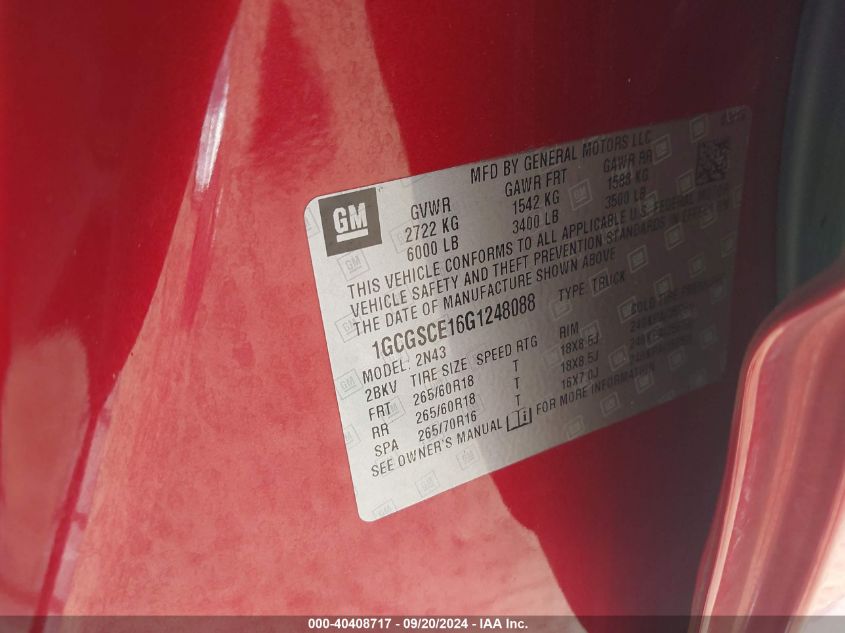 MFD BY GENERAL MOTORS LLC
GM
GVWR GAWR FRT GAWR RR
2722 KG 1542 KG 1588 KG
6000 LB 3400 LB 3500 LB
THIS VEHICLE CONFORMS TO ALL APPLICABLE U.S. FEDERAL MOTOR
VEHICLE SAFETY AND THEFT PREVENTION STANDARDS IN EFFECT ON
THE DATE OF MANUFACTURE SHOWN ABOVE
1GCGSCE16G1248088 TYPE: TRUCK
MODEL: 2N43
2BKV TIRE SIZE SPEED RTG RIM COLD TIRE PRESSURE
FRT 265/60R18 T 18X8.5J
RR 265/60R18 T 18X8.5J
SPA 265/70R16 T 16X7.0J
SEE OWNER'S MANUAL FOR MORE INFORMATION
000-40408717 - 09/20/2024 - IAA Inc.